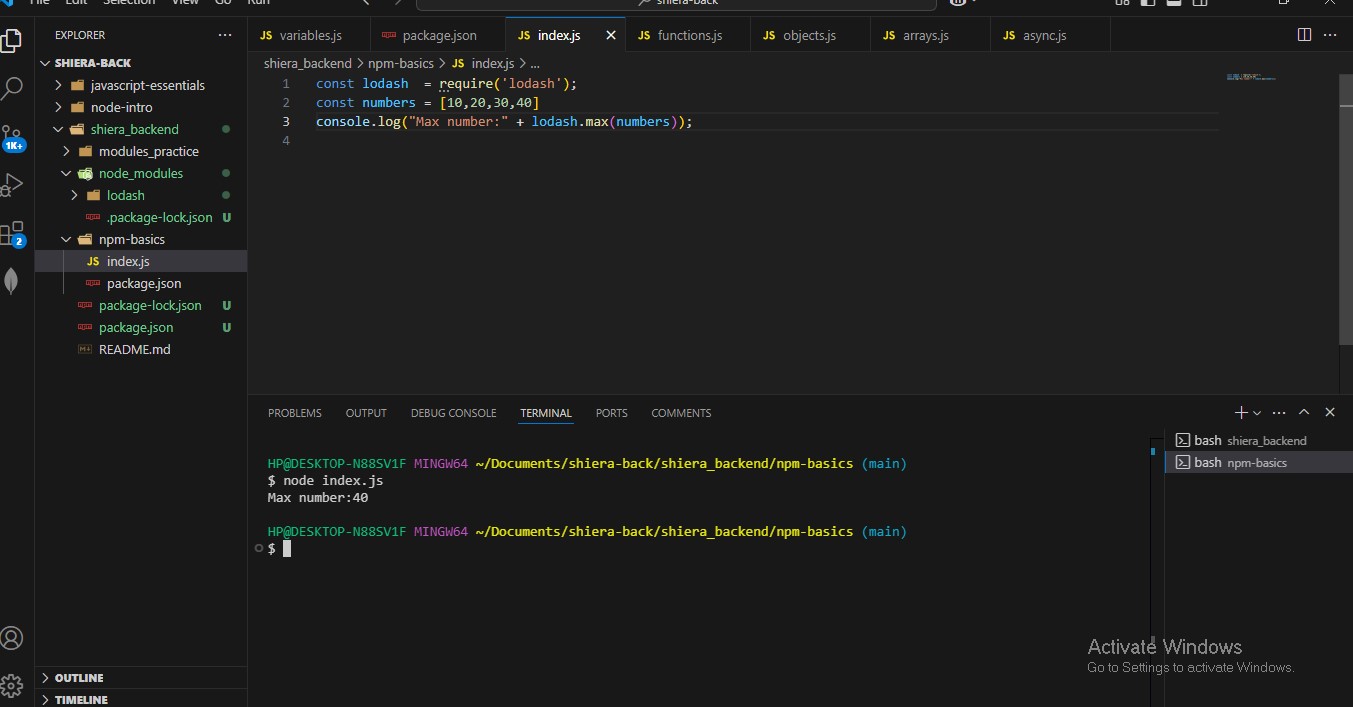 File Edit Selection View Go Run
shiera-back
EXPLORER
SHIERA-BACK
javascript-essentials
node-intro
shiera_backend
modules_practice
node_modules
lodash
.package-lock.json U
npm-basics
index.js
package.json
package-lock.json U
package.json U
README.md
OUTLINE
TIMELINE
1K+
2
JS variables.js
package.json
JS index.js
JS functions.js
JS objects.js
JS arrays.js
JS async.js
shiera_backend > npm-basics > JS index.js > ...
1 const lodash  = require('lodash');
2 const numbers = [10,20,30,40]
3 console.log("Max number:" + lodash.max(numbers));
4
PROBLEMS OUTPUT DEBUG CONSOLE TERMINAL PORTS COMMENTS
HP@DESKTOP-N88SV1F MINGW64 ~/Documents/shiera-back/shiera_backend/npm-basics (main)
$ node index.js
Max number:40
HP@DESKTOP-N88SV1F MINGW64 ~/Documents/shiera-back/shiera_backend/npm-basics (main)
$
bash shiera_backend
bash npm-basics
Activate Windows
Go to Settings to activate Windows.